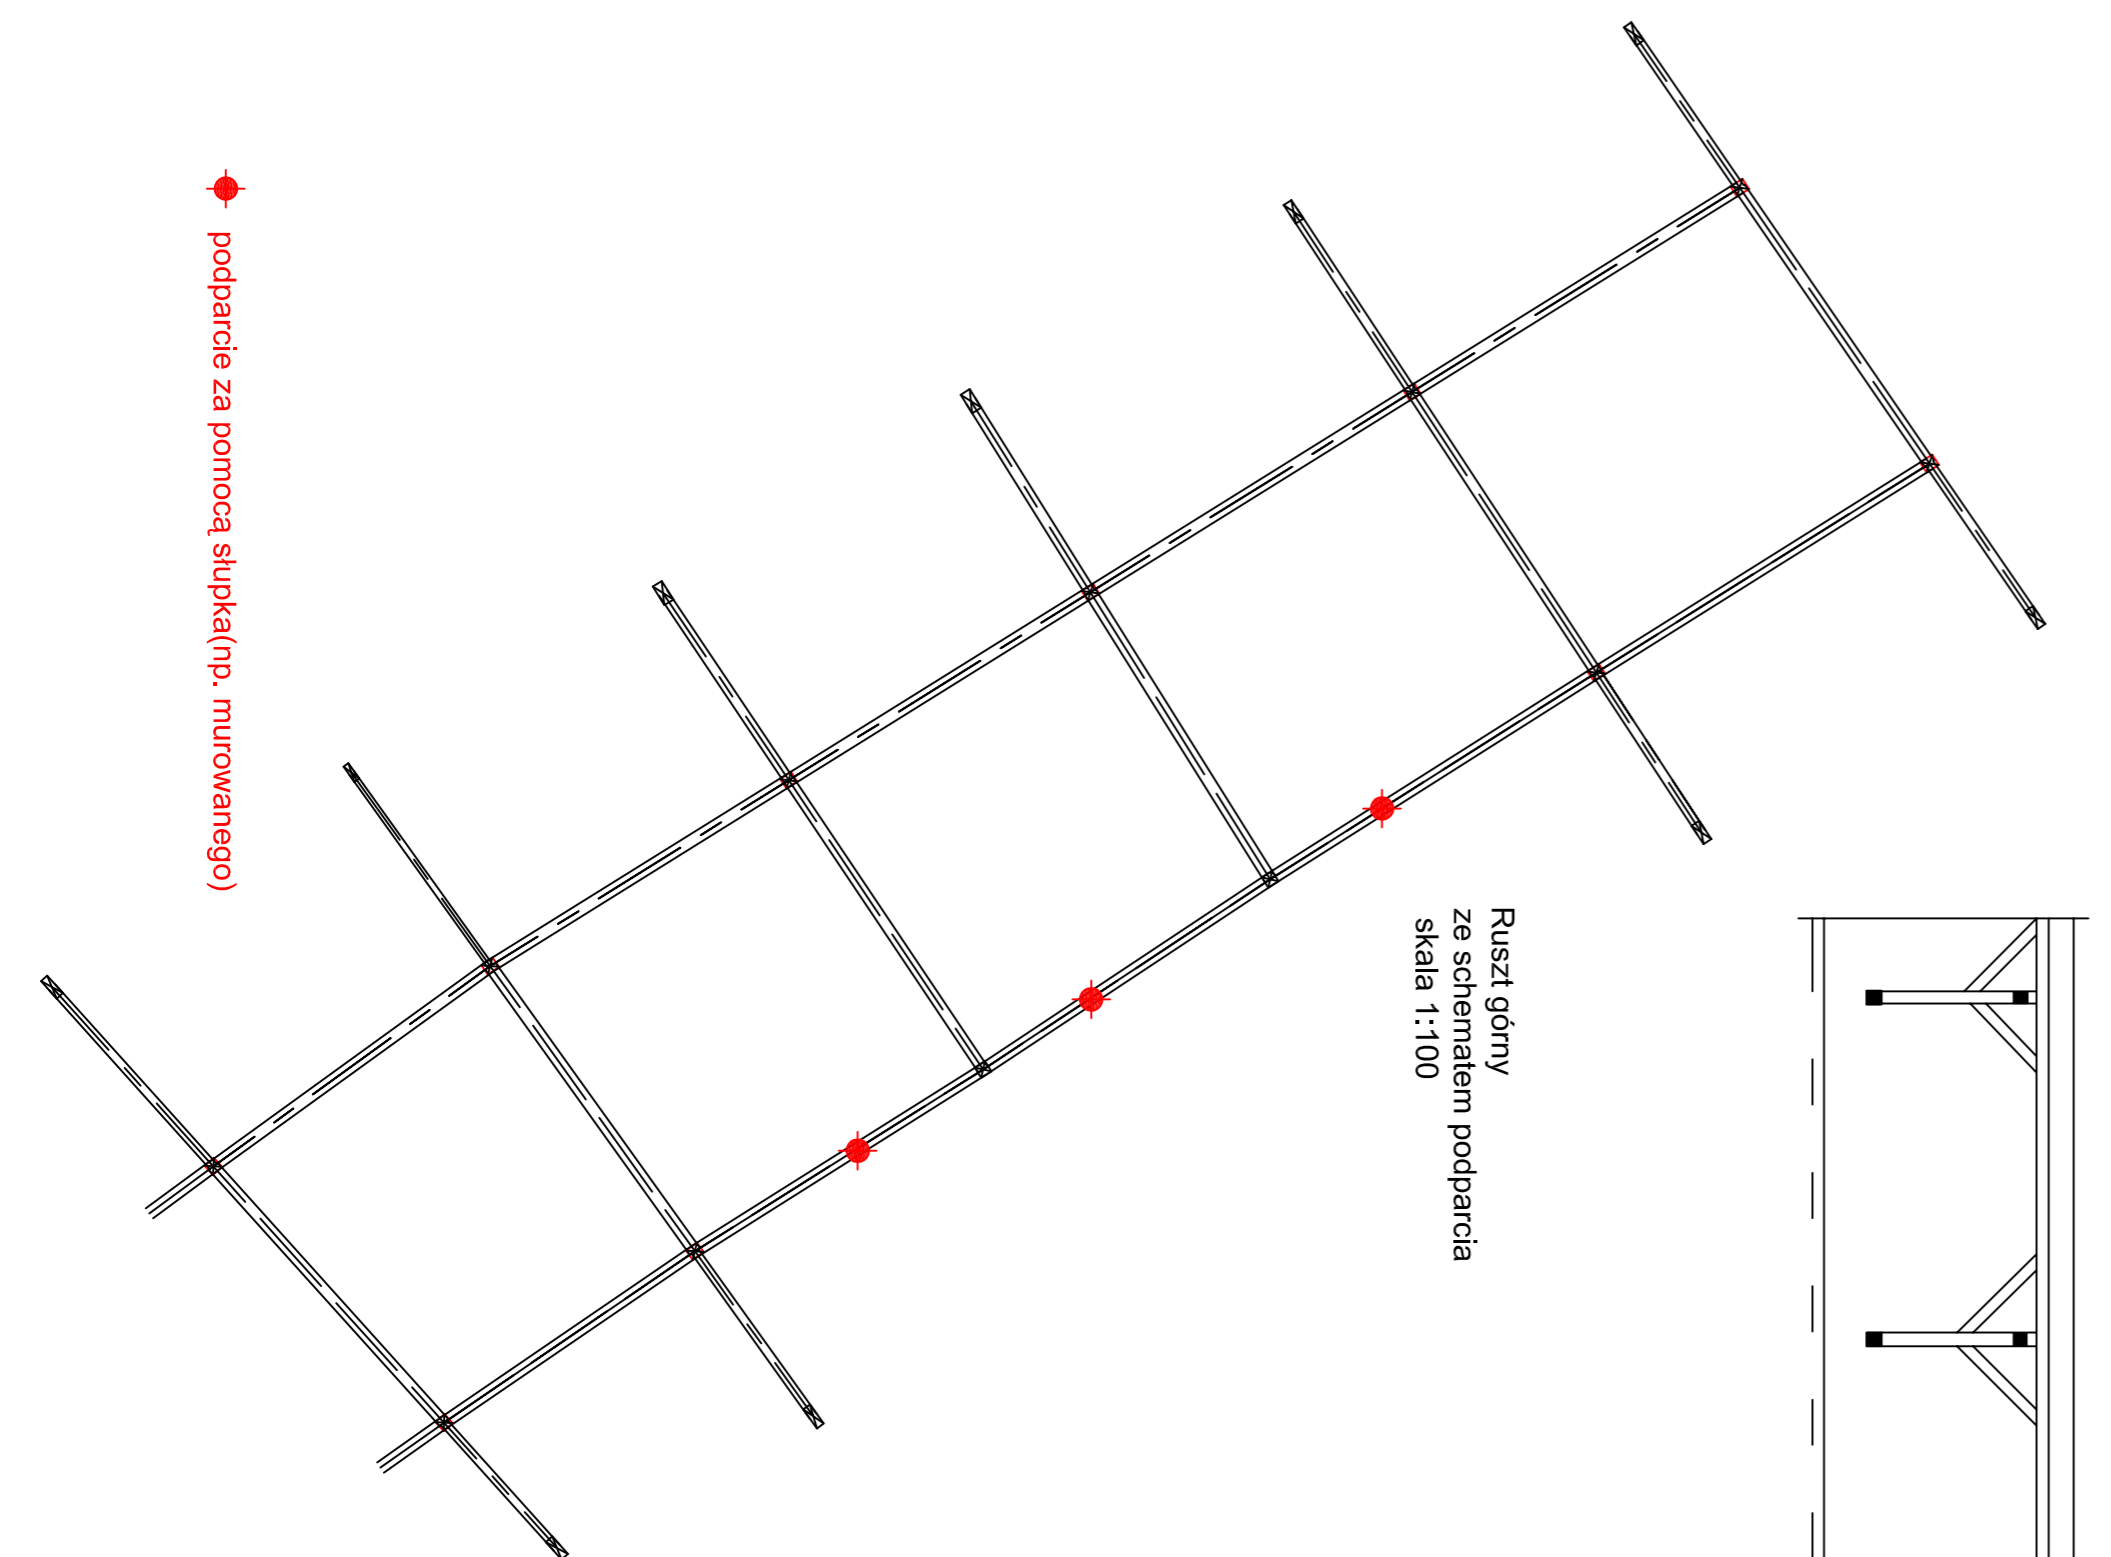 Ruszt górny
ze schematem podparcia
skala 1:100
podparcie za pomocą słupka(np. murowanego)